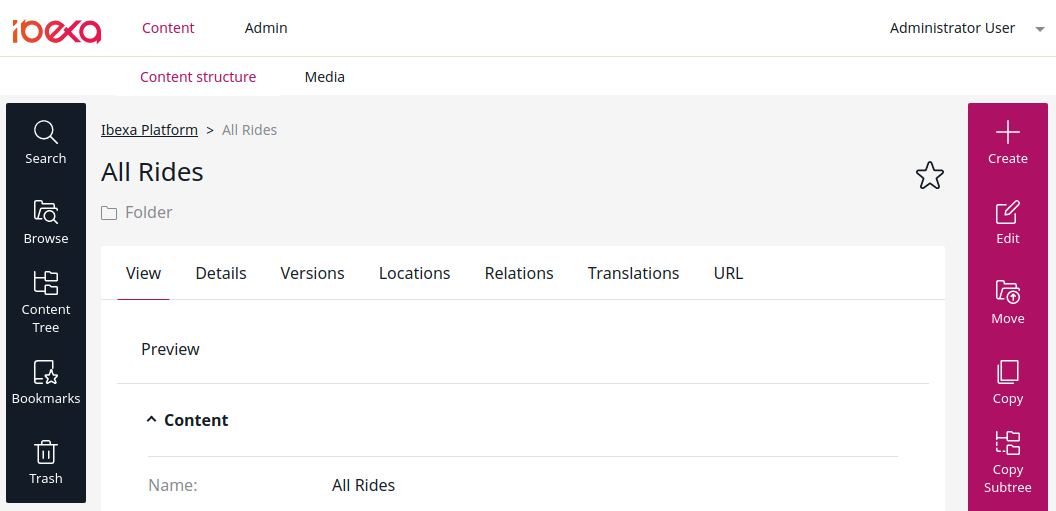 ibexa Content Admin Administrator User
Content structure Media
Search
Browse
Content
Tree
Bookmarks
Trash
Ibexa Platform > All Rides
All Rides
Folder
View Details Versions Locations Relations Translations URL
Preview
Content
Name: All Rides
Create
Edit
Move
Copy
Copy
Subtree